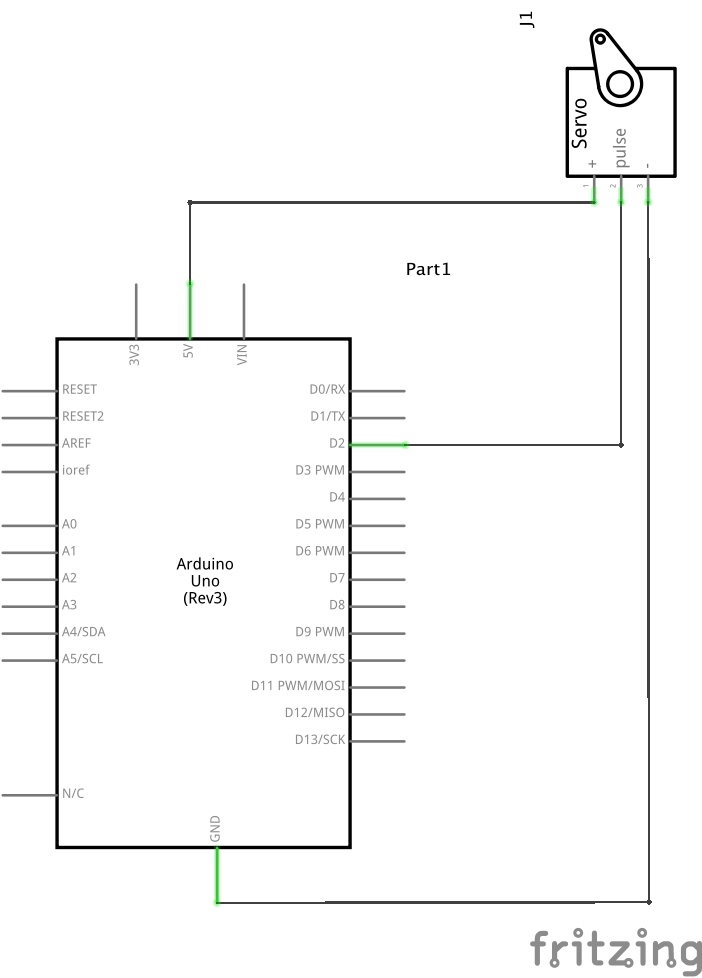 J1
Servo
+
pulse
-
1
2
3
Part1
3V3
5V
VIN
RESET
RESET2
AREF
ioref
A0
A1
A2
A3
A4/SDA
A5/SCL
N/C
D0/RX
D1/TX
D2
D3 PWM
D4
D5 PWM
D6 PWM
D7
D8
D9 PWM
D10 PWM/SS
D11 PWM/MOSI
D12/MISO
D13/SCK
Arduino
Uno
(Rev3)
GND
fritzing